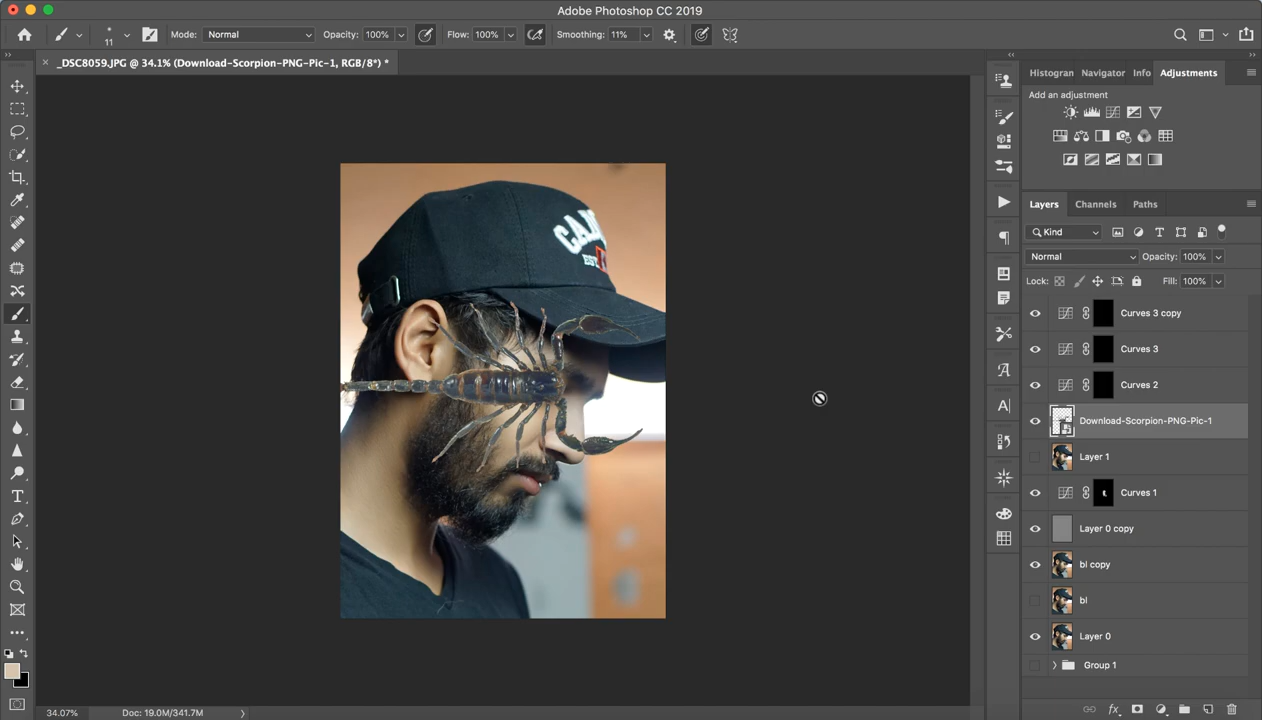 Adobe Photoshop CC 2019
11
Mode: Normal
Opacity: 100%
Flow: 100%
Smoothing: 11%
_DSC8059.JPG @ 34.1% (Download-Scorpion-PNG-Pic-1, RGB/8*) *
Histogran
Navigator
Info
Adjustments
Add an adjustment
Layers
Channels
Paths
Kind
Normal
Opacity: 100%
Lock:
Fill: 100%
Curves 3 copy
Curves 3
Curves 2
Download-Scorpion-PNG-Pic-1
Layer 1
Curves 1
Layer 0 copy
bl copy
bl
Layer 0
Group 1
EST
34.07%
Doc: 19.0M/341.7M